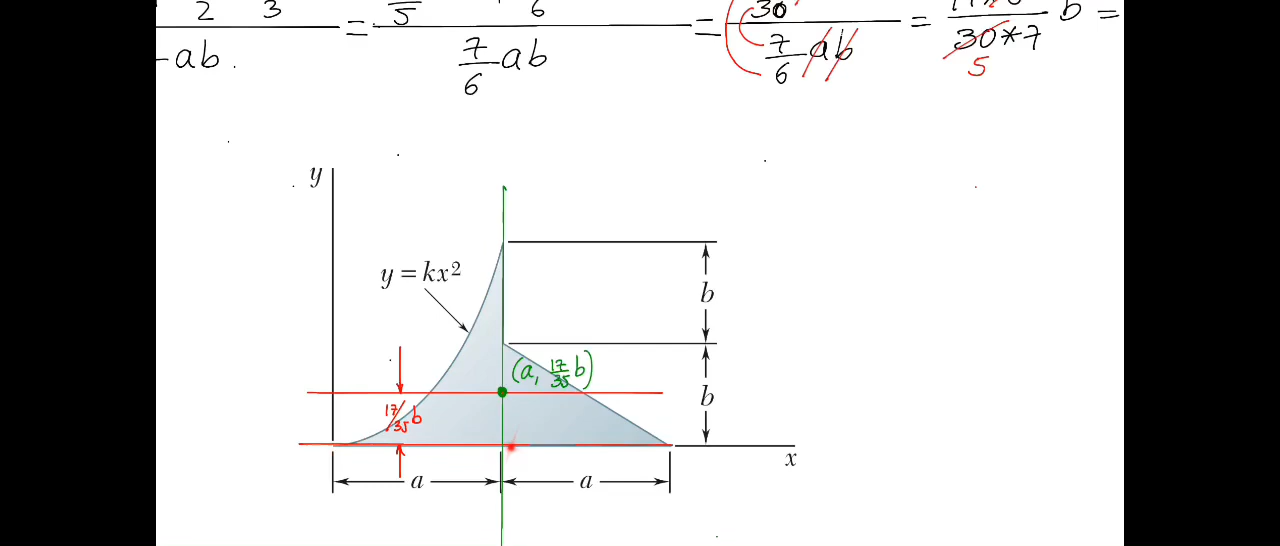 2 3 = 5 6 = 30 = b =
ab. 7/6 ab 7/6 ab 30*7
5
y
y = kx²
b
(a, 17/35 b)
17/35 b
b
x
a a